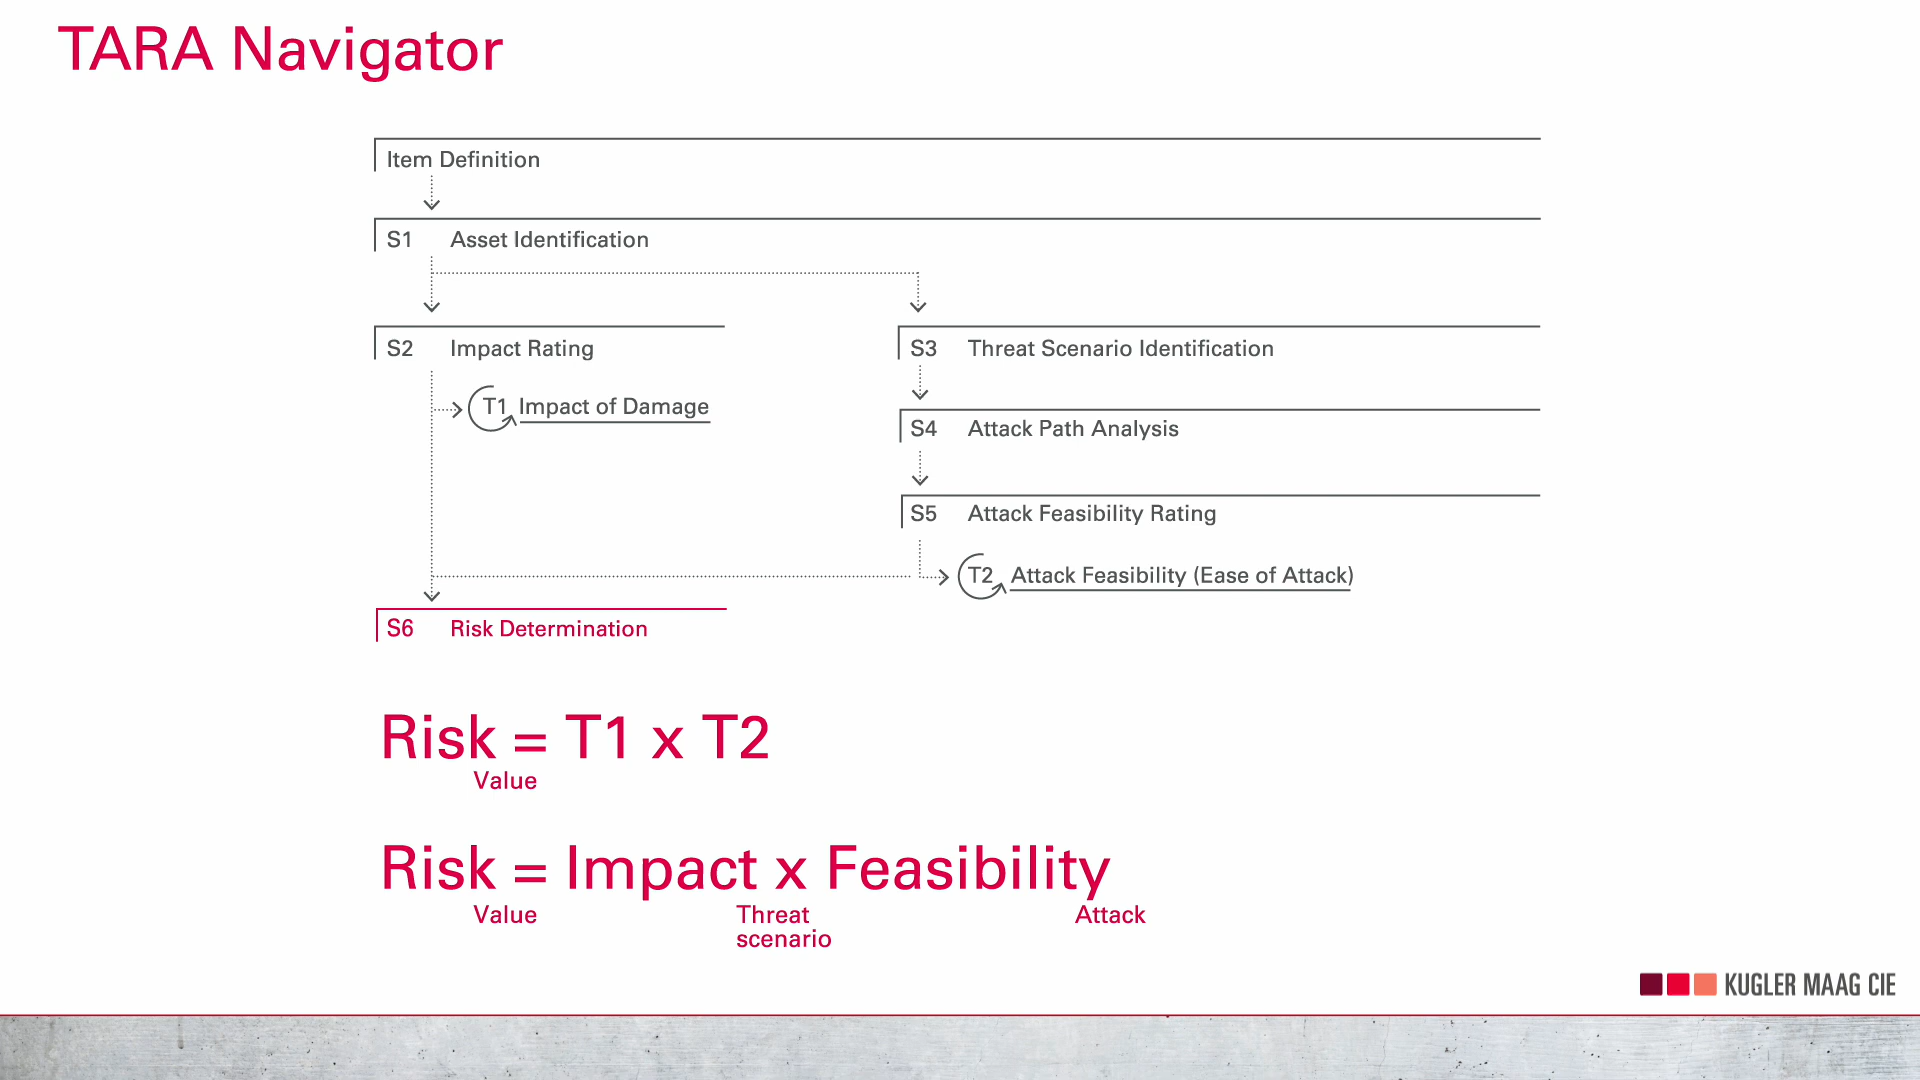 TARA Navigator
Item Definition
S1 Asset Identification
S2 Impact Rating
T1 Impact of Damage
S3 Threat Scenario Identification
S4 Attack Path Analysis
S5 Attack Feasibility Rating
T2 Attack Feasibility (Ease of Attack)
S6 Risk Determination
Risk = T1 x T2
Value
Risk = Impact x Feasibility
Value Threat Attack
scenario
KUGLER MAAG CIE